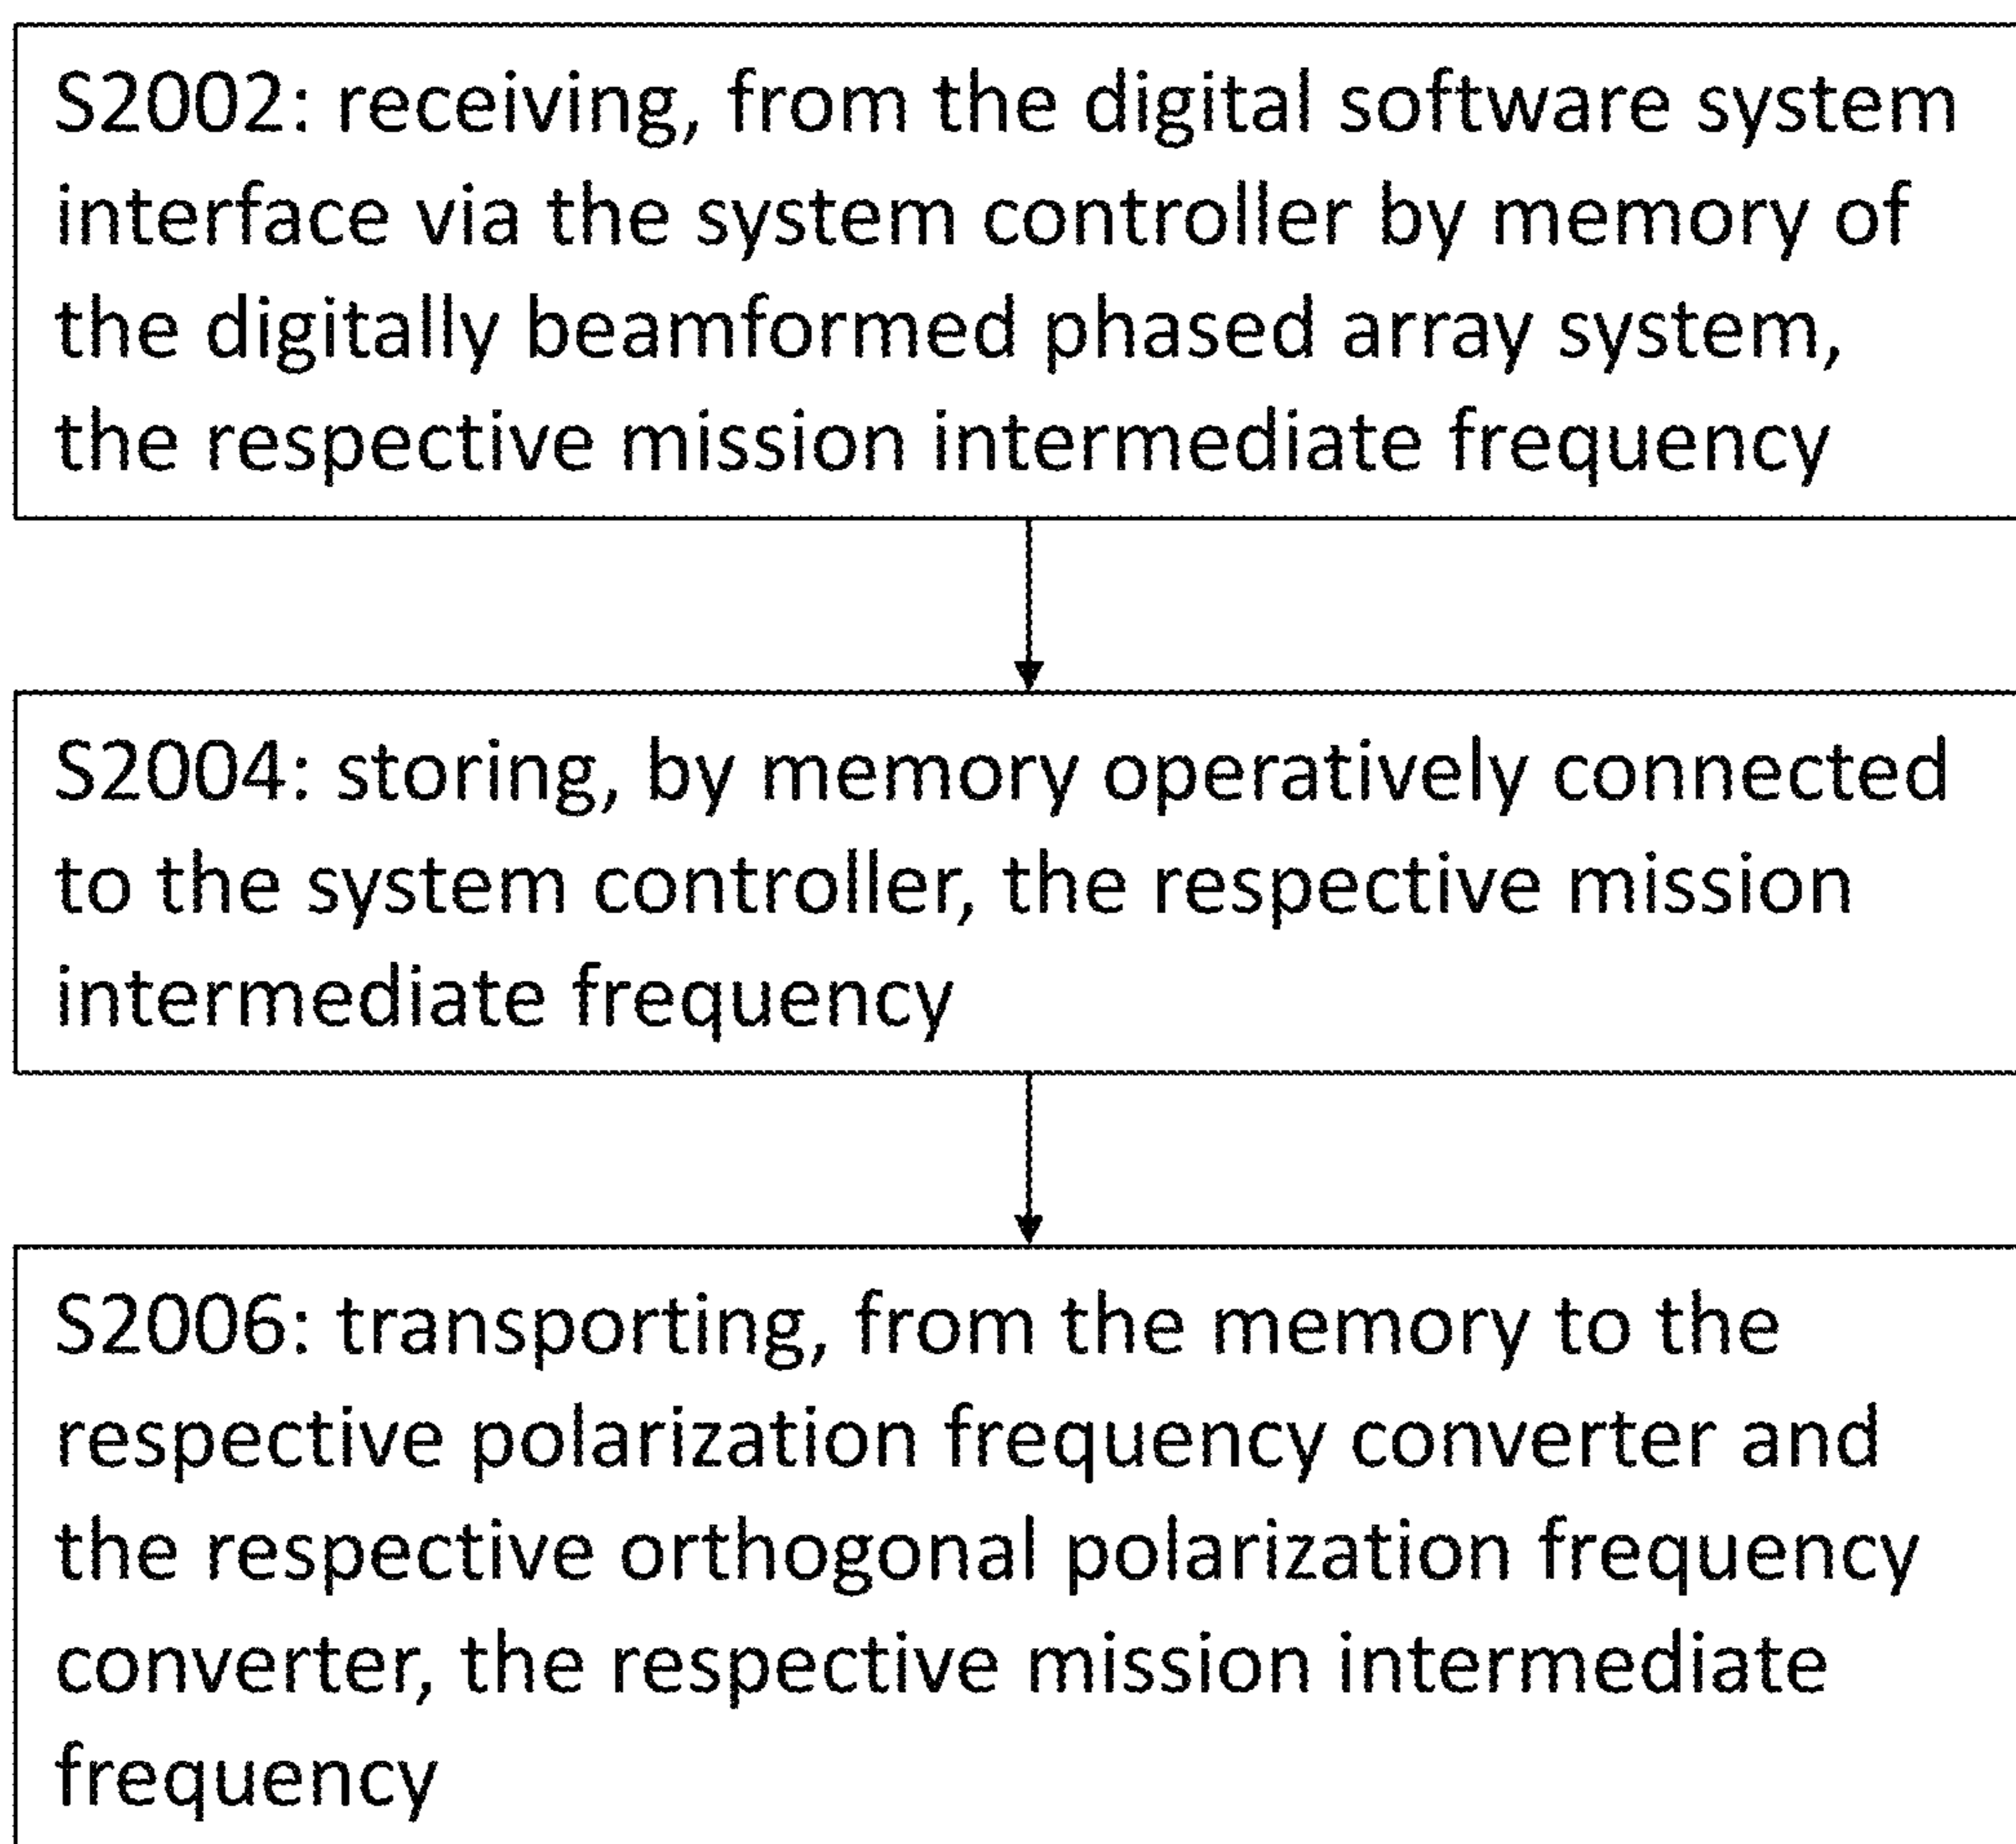 S2002: receiving, from the digital software system
interface via the system controller by memory of
the digitally beamformed phased array system,
the respective mission intermediate frequency
S2004: storing, by memory operatively connected
to the system controller, the respective mission
intermediate frequency
S2006: transporting, from the memory to the
respective polarization frequency converter and
the respective orthogonal polarization frequency
converter, the respective mission intermediate
frequency